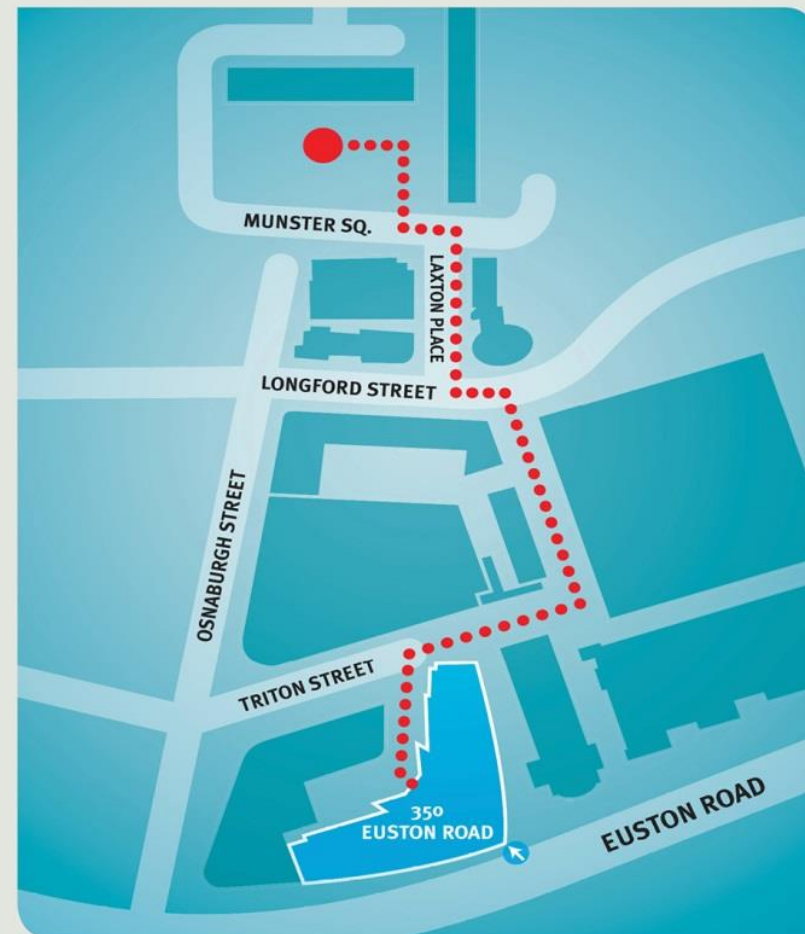 MUNSTER SQ.
LAXTON PLACE
LONGFORD STREET
OSNABURGH STREET
TRITON STREET
350
EUSTON ROAD
EUSTON ROAD